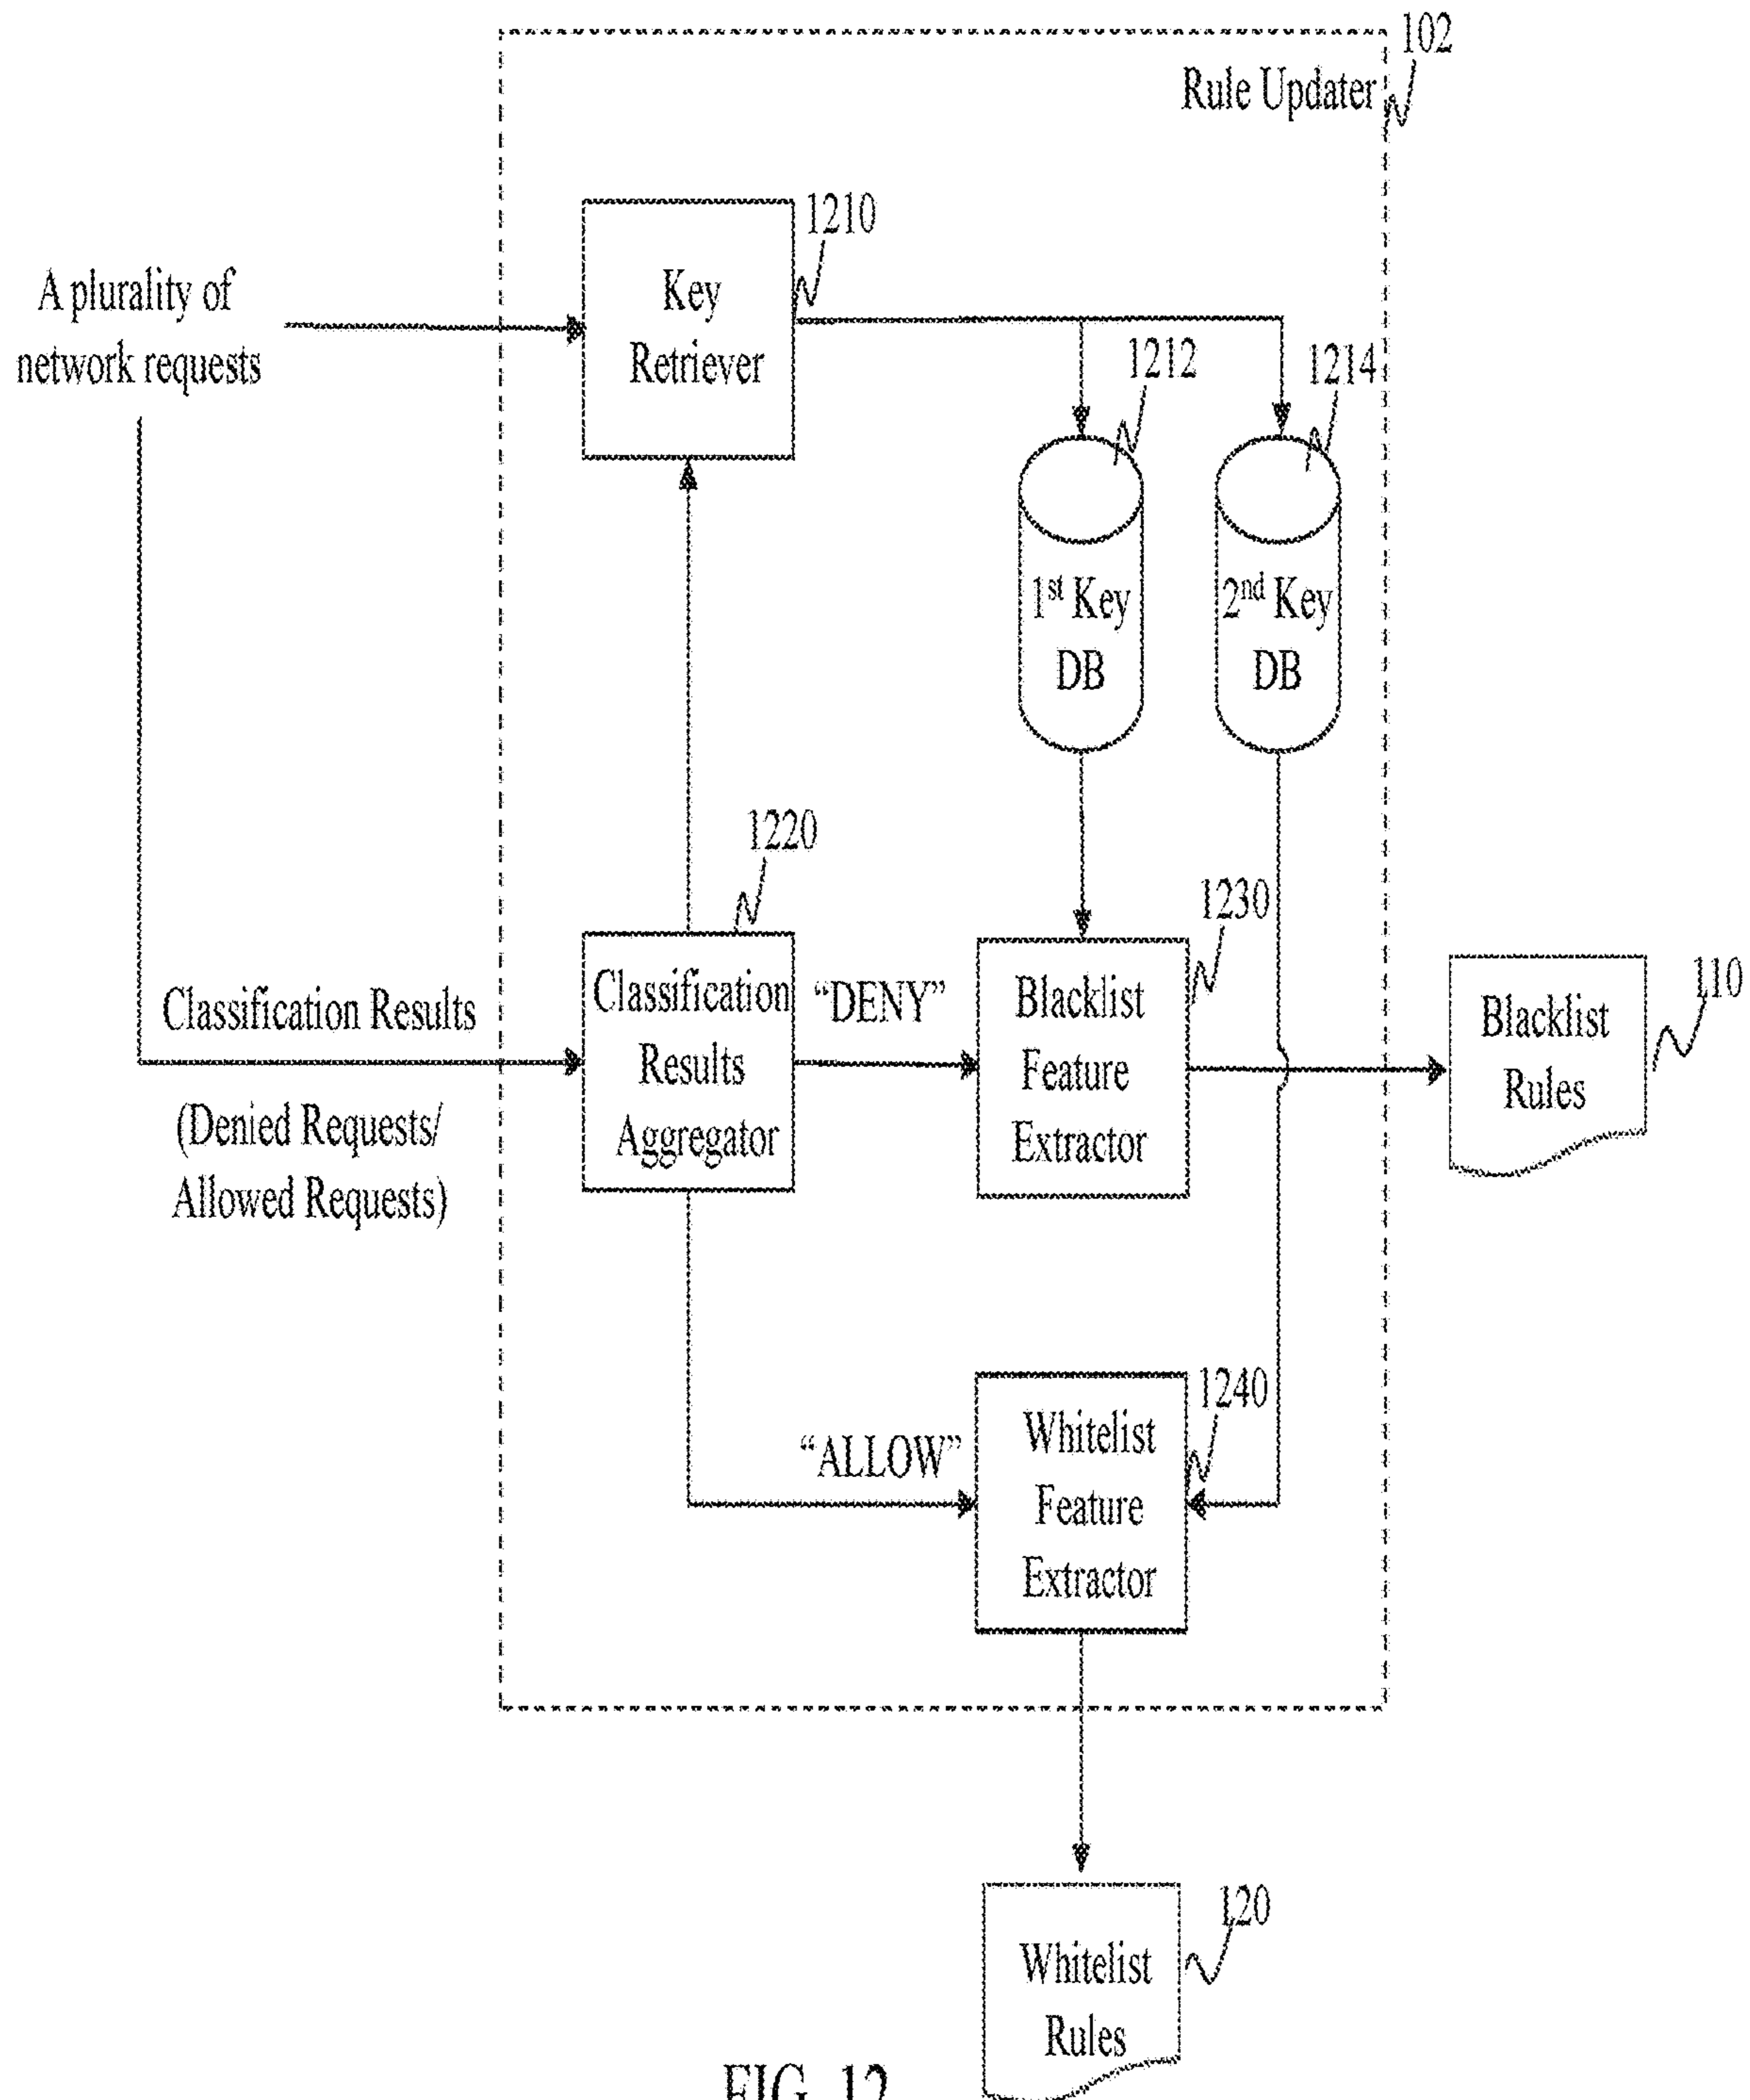 102
Rule Updater
1210
Key
Retriever
A plurality of
network requests
1212
1214
1st Key
DB
2nd Key
DB
1220
1230
Classification Results
(Denied Requests/
Allowed Requests)
Classification
Results
Aggregator
“DENY”
Blacklist
Feature
Extractor
110
Blacklist
Rules
1240
“ALLOW”
Whitelist
Feature
Extractor
120
Whitelist
Rules
FIG. 12